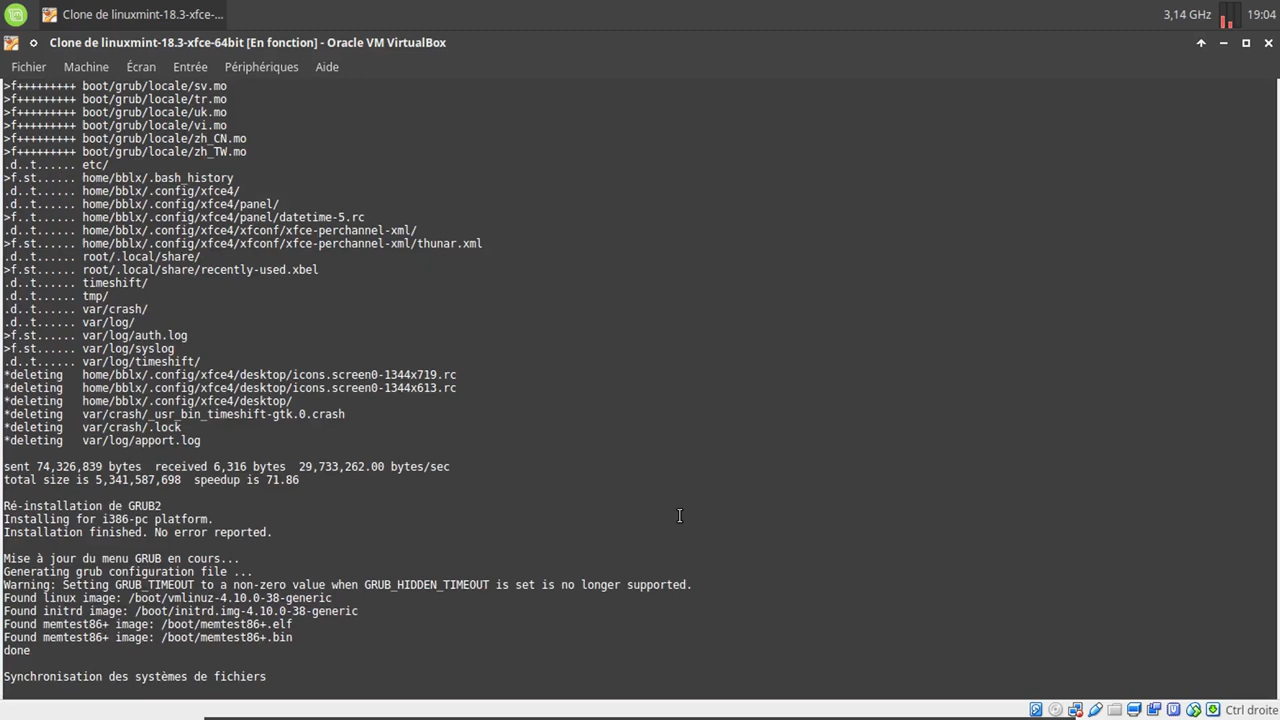 Clone de linuxmint-18.3-xfce-...
3,14 GHz
19:04
Clone de linuxmint-18.3-xfce-64bit [En fonction] - Oracle VM VirtualBox
Fichier Machine Écran Entrée Périphériques Aide
>f+++++++++ boot/grub/locale/sv.mo
>f+++++++++ boot/grub/locale/tr.mo
>f+++++++++ boot/grub/locale/uk.mo
>f+++++++++ boot/grub/locale/vi.mo
>f+++++++++ boot/grub/locale/zh_CN.mo
>f+++++++++ boot/grub/locale/zh_TW.mo
.d..t...... etc/
>f.st...... home/bblx/.bash_history
.d..t...... home/bblx/.config/xfce4/
.d..t...... home/bblx/.config/xfce4/panel/
>f..t...... home/bblx/.config/xfce4/panel/datetime-5.rc
.d..t...... home/bblx/.config/xfce4/xfconf/xfce-perchannel-xml/
>f.st...... home/bblx/.config/xfce4/xfconf/xfce-perchannel-xml/thunar.xml
.d..t...... root/.local/share/
>f.st...... root/.local/share/recently-used.xbel
.d..t...... timeshift/
.d..t...... tmp/
.d..t...... var/crash/
.d..t...... var/log/
>f.st...... var/log/auth.log
>f.st...... var/log/syslog
.d..t...... var/log/timeshift/
*deleting   home/bblx/.config/xfce4/desktop/icons.screen0-1344x719.rc
*deleting   home/bblx/.config/xfce4/desktop/icons.screen0-1344x613.rc
*deleting   home/bblx/.config/xfce4/desktop/
*deleting   var/crash/_usr_bin_timeshift-gtk.0.crash
*deleting   var/crash/.lock
*deleting   var/log/apport.log
sent 74,326,839 bytes  received 6,316 bytes  29,733,262.00 bytes/sec
total size is 5,341,587,698  speedup is 71.86
Ré-installation de GRUB2
Installing for i386-pc platform.
Installation finished. No error reported.
Mise à jour du menu GRUB en cours...
Generating grub configuration file ...
Warning: Setting GRUB_TIMEOUT to a non-zero value when GRUB_HIDDEN_TIMEOUT is set is no longer supported.
Found linux image: /boot/vmlinuz-4.10.0-38-generic
Found initrd image: /boot/initrd.img-4.10.0-38-generic
Found memtest86+ image: /boot/memtest86+.elf
Found memtest86+ image: /boot/memtest86+.bin
done
Synchronisation des systèmes de fichiers
Ctrl droite